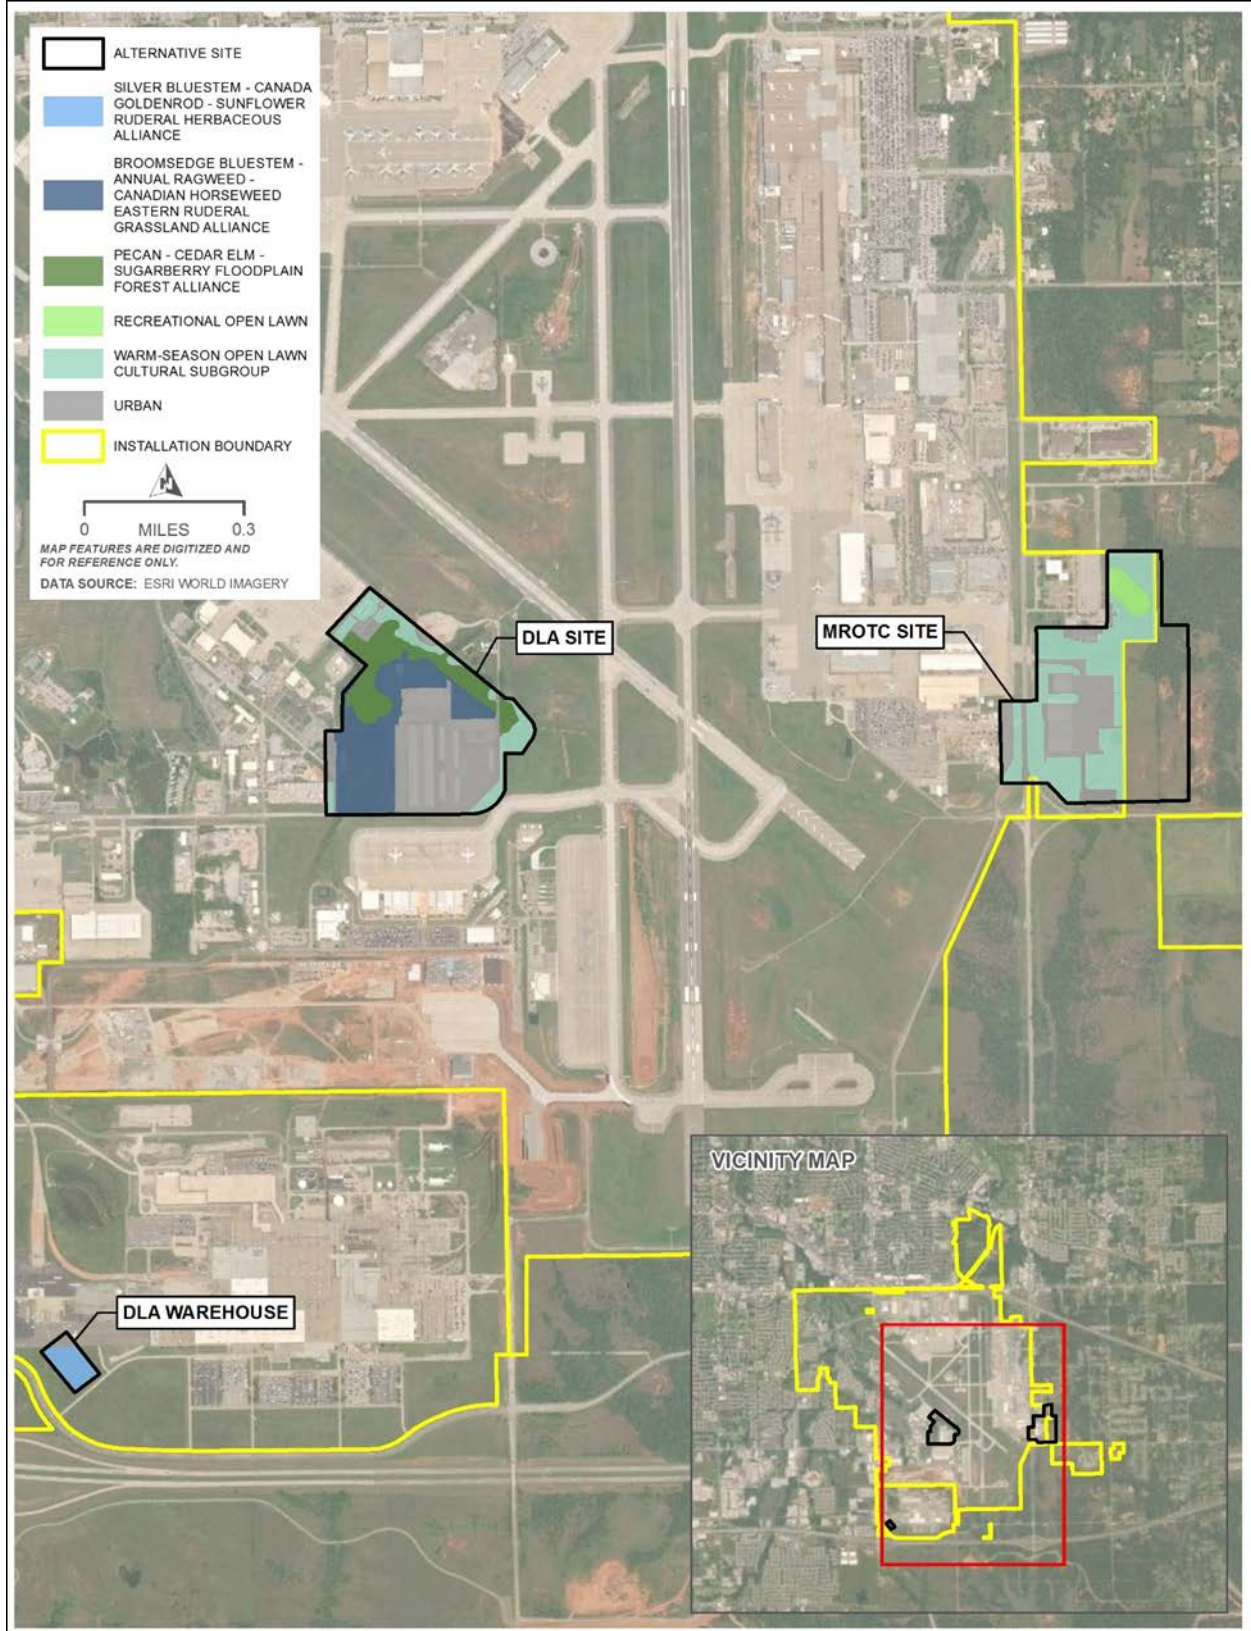 ALTERNATIVE SITE
SILVER BLUESTEM - CANADA
GOLDENROD - SUNFLOWER
RUDERAL HERBACEOUS
ALLIANCE
BROOMSEDGE BLUESTEM -
ANNUAL RAGWEED -
CANADIAN HORSEWEED
EASTERN RUDERAL
GRASSLAND ALLIANCE
PECAN - CEDAR ELM -
SUGARBERRY FLOODPLAIN
FOREST ALLIANCE
RECREATIONAL OPEN LAWN
WARM-SEASON OPEN LAWN
CULTURAL SUBGROUP
URBAN
INSTALLATION BOUNDARY
N
0 MILES 0.3
MAP FEATURES ARE DIGITIZED AND
FOR REFERENCE ONLY.
DATA SOURCE: ESRI WORLD IMAGERY
DLA SITE
MROTC SITE
DLA WAREHOUSE
VICINITY MAP